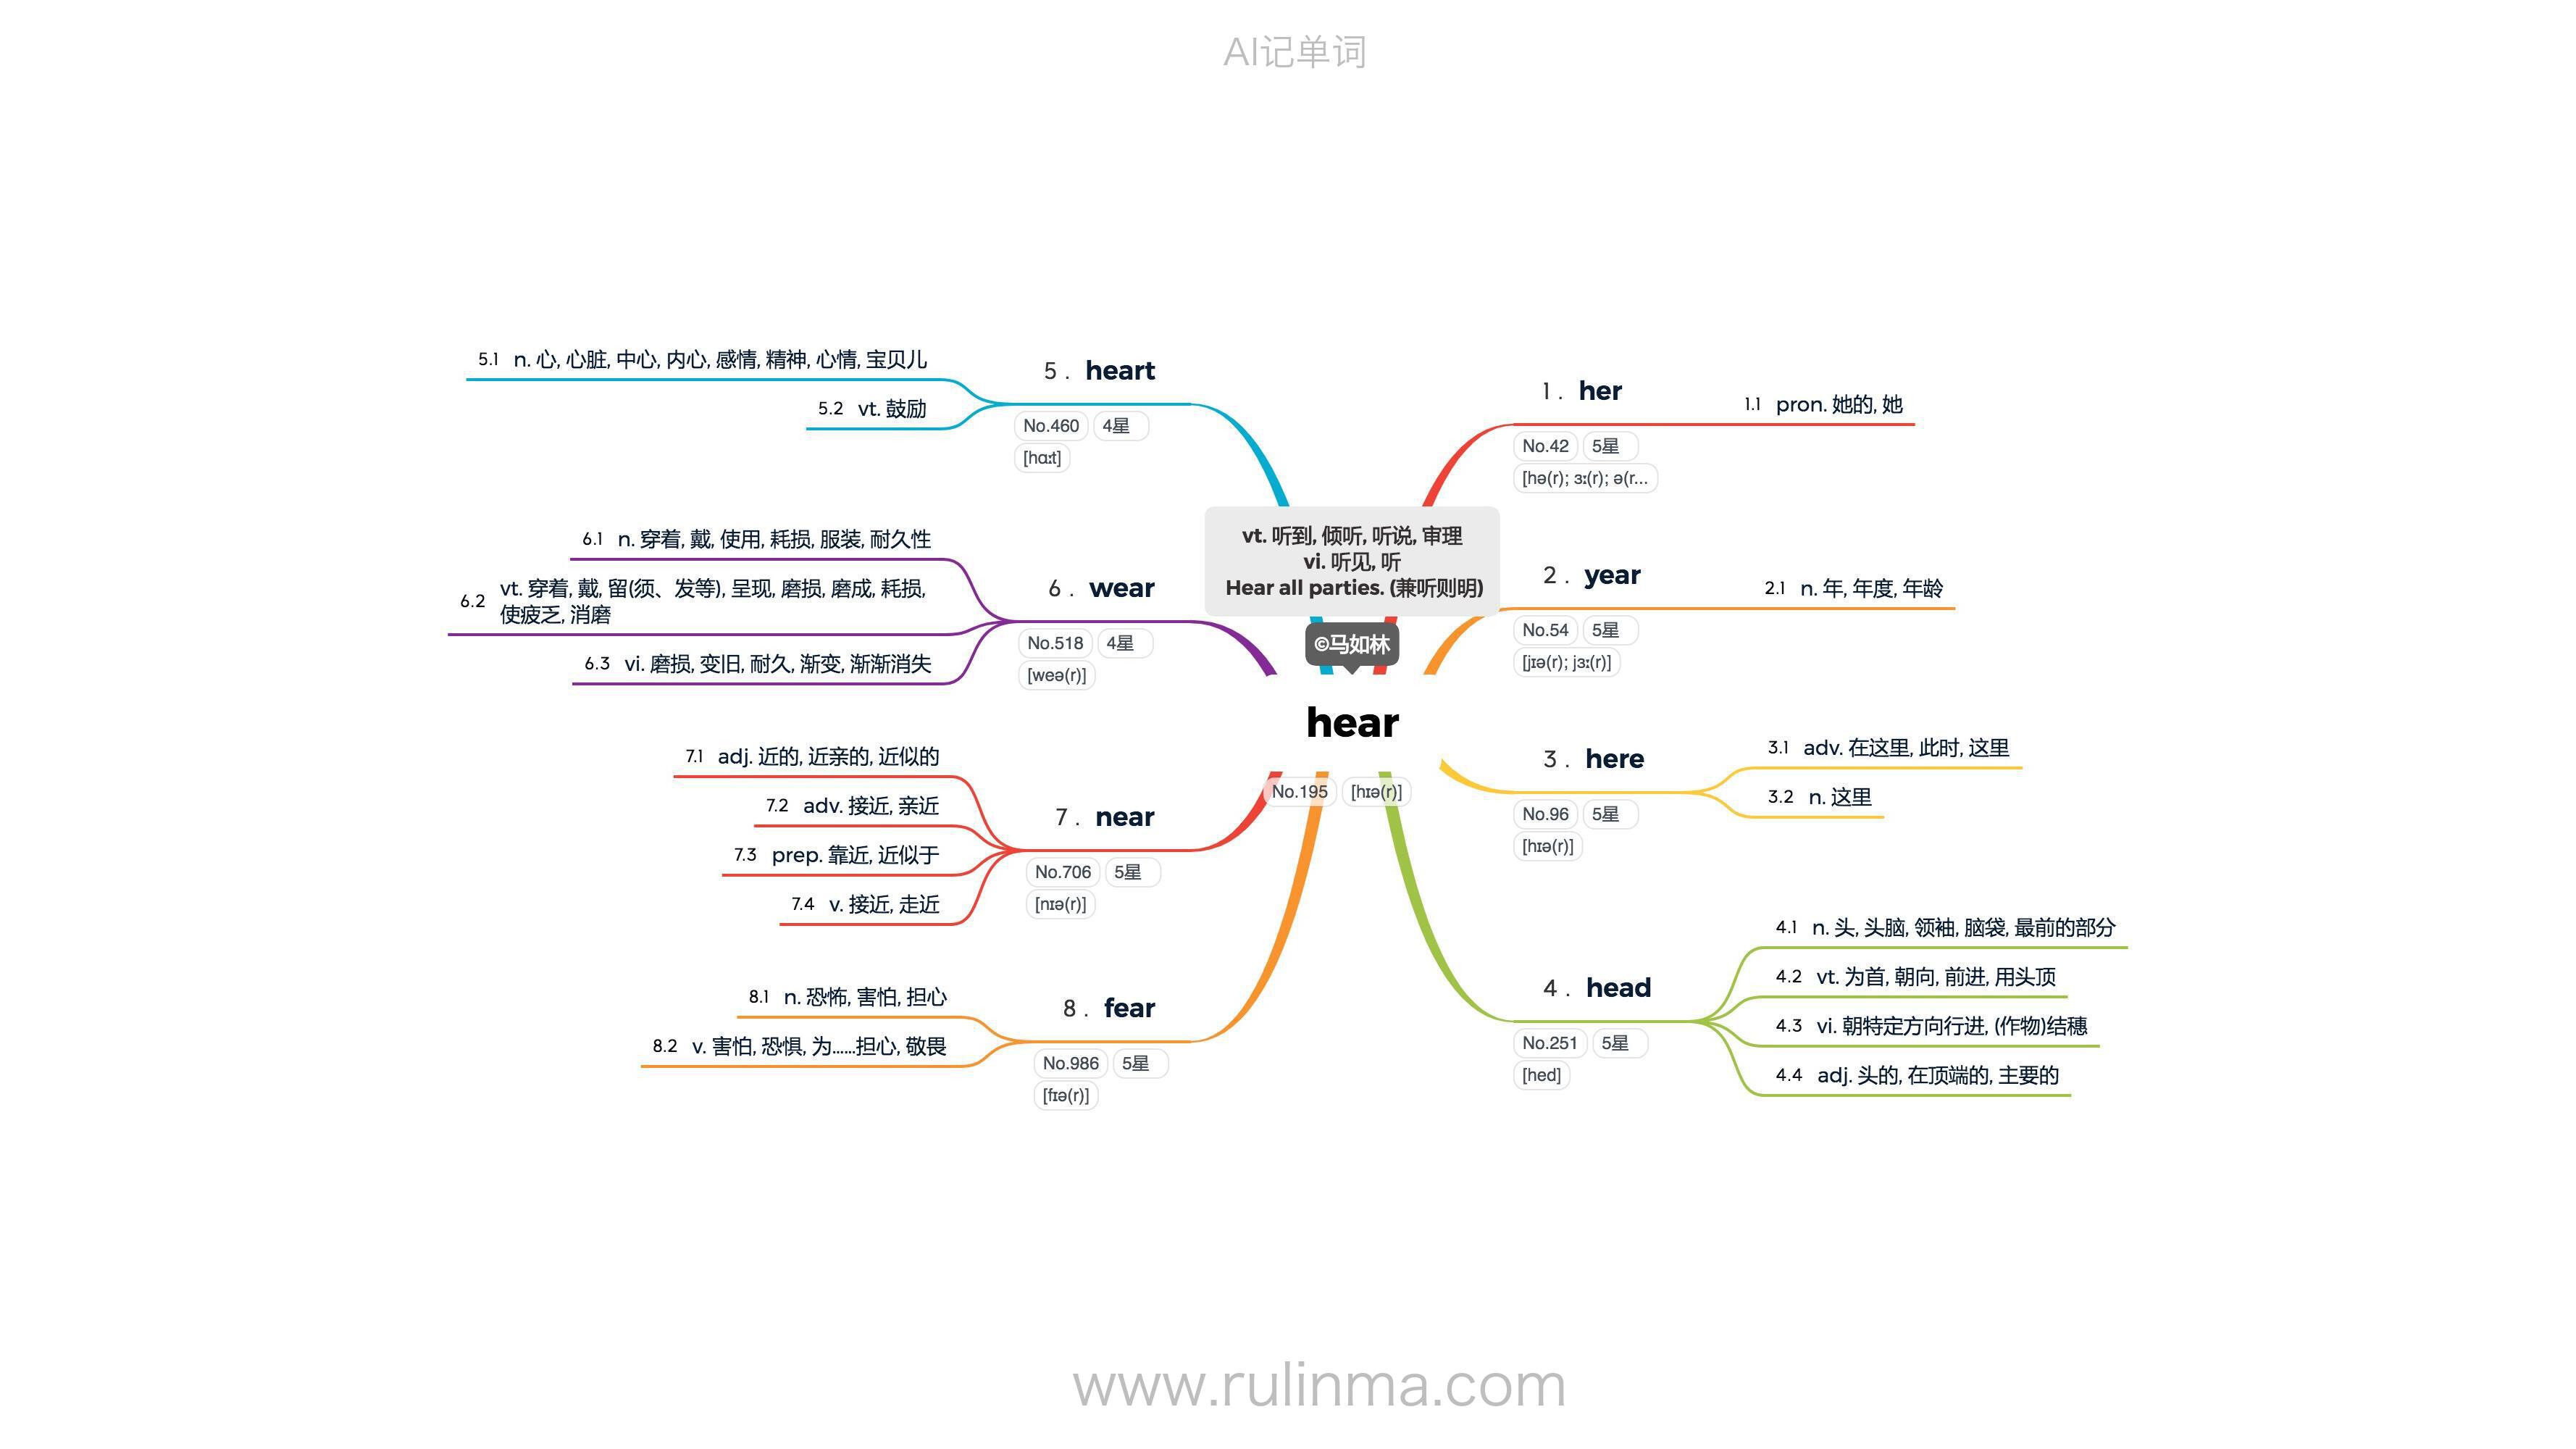 AI记单词
vt. 听到, 倾听, 听说, 审理
vi. 听见, 听
Hear all parties. (兼听则明)
©马如林
hear
No.195 [hɪə(r)]
1 . her
No.42 5星
[hə(r); ɜː(r); ə(r...
1.1 pron. 她的, 她
2 . year
No.54 5星
[jɪə(r); jɜː(r)]
2.1 n. 年, 年度, 年龄
3 . here
No.96 5星
[hɪə(r)]
3.1 adv. 在这里, 此时, 这里
3.2 n. 这里
4 . head
No.251 5星
[hed]
4.1 n. 头, 头脑, 领袖, 脑袋, 最前的部分
4.2 vt. 为首, 朝向, 前进, 用头顶
4.3 vi. 朝特定方向行进, (作物)结穗
4.4 adj. 头的, 在顶端的, 主要的
5 . heart
No.460 4星
[hɑːt]
5.1 n. 心, 心脏, 中心, 内心, 感情, 精神, 心情, 宝贝儿
5.2 vt. 鼓励
6 . wear
No.518 4星
[weə(r)]
6.1 n. 穿着, 戴, 使用, 耗损, 服装, 耐久性
6.2 vt. 穿着, 戴, 留(须、发等), 呈现, 磨损, 磨成, 耗损,
使疲乏, 消磨
6.3 vi. 磨损, 变旧, 耐久, 渐变, 渐渐消失
7 . near
No.706 5星
[nɪə(r)]
7.1 adj. 近的, 近亲的, 近似的
7.2 adv. 接近, 亲近
7.3 prep. 靠近, 近似于
7.4 v. 接近, 走近
8 . fear
No.986 5星
[fɪə(r)]
8.1 n. 恐怖, 害怕, 担心
8.2 v. 害怕, 恐惧, 为……担心, 敬畏
www.rulinma.com